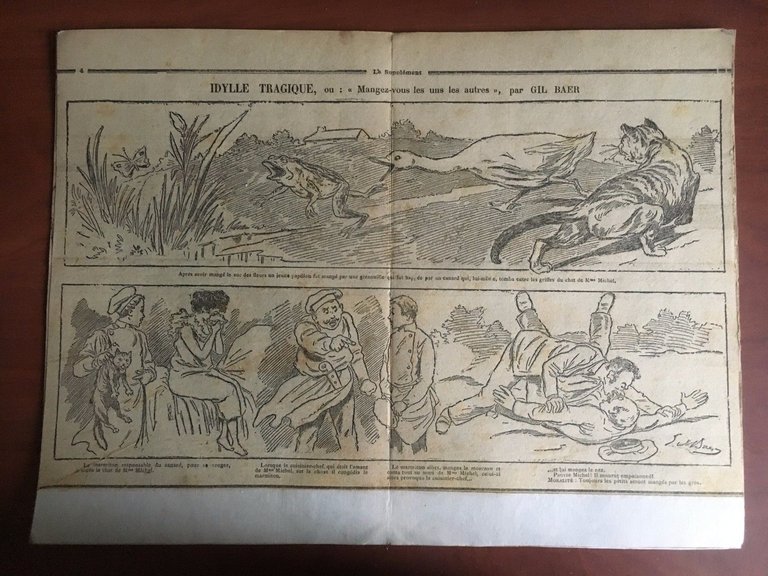 4
Le Supplément
IDYLLE TRAGIQUE, ou : « Mangez-vous les uns les autres », par GIL BAER
Après avoir mangé le suc des fleurs un jeune papillon fut mangé par une grenouille qui fut par un canard qui, lui-même, tomba entre les griffes du chat de Mme Michel.
Le marmiton, responsable du canard, pour se venger,
le chat de Mme Michel.
Lorsque le cuisinier-chef, qui était l'amant
de Mme Michel, sut la chose il congédia le
marmiton.
Le marmiton alors, mangea le morceau et
tout au mari de Mme Michel, celui-ci
alors provoqua le cuisinier-chef...
...et lui mangea le nez.
Michel ! Il mourut empoisonné!
MORALITÉ : Toujours les petits seront mangés par les gros.
Gil Baer